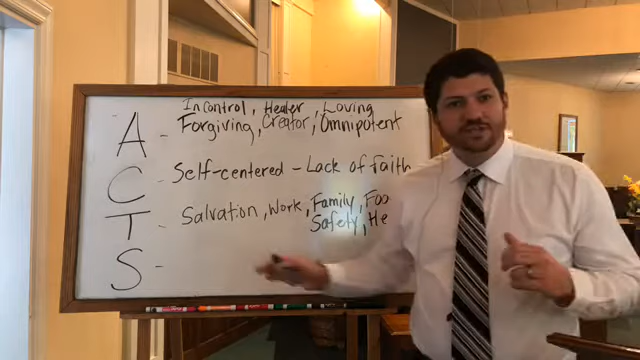 In control, Healer, Loving
A - Forgiving, Creator, Omnipotent
C - Self-centered - Lack of faith
T - Salvation, Work, Family, Foo
Safety, He
S -